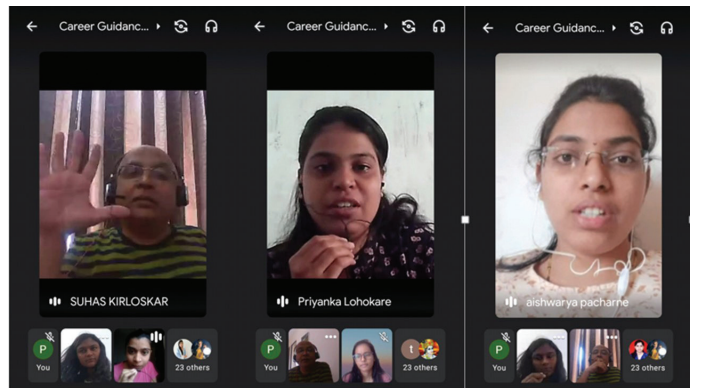 Career Guidanc...
SUHAS KIRLOSKAR
P
You
23 others
Career Guidanc...
Priyanka Lohokare
P
You
t
23 others
Career Guidanc...
aishwarya pacharne
P
You
23 others